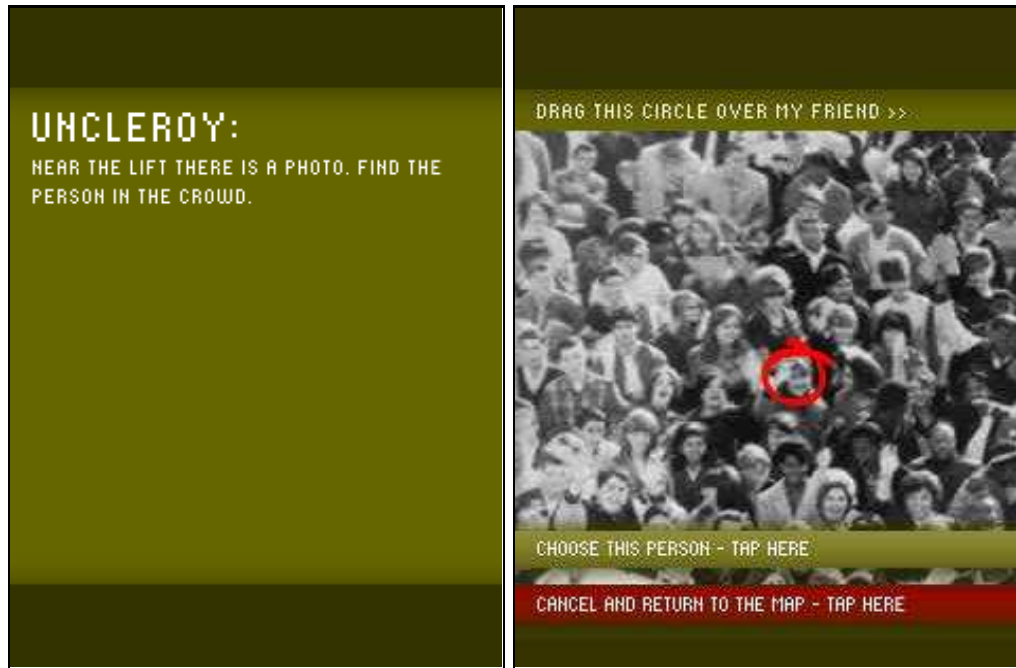 UNCLEROY:
NEAR THE LIFT THERE IS A PHOTO. FIND THE
PERSON IN THE CROWD.
DRAG THIS CIRCLE OVER MY FRIEND >>
CHOOSE THIS PERSON - TAP HERE
CANCEL AND RETURN TO THE MAP - TAP HERE